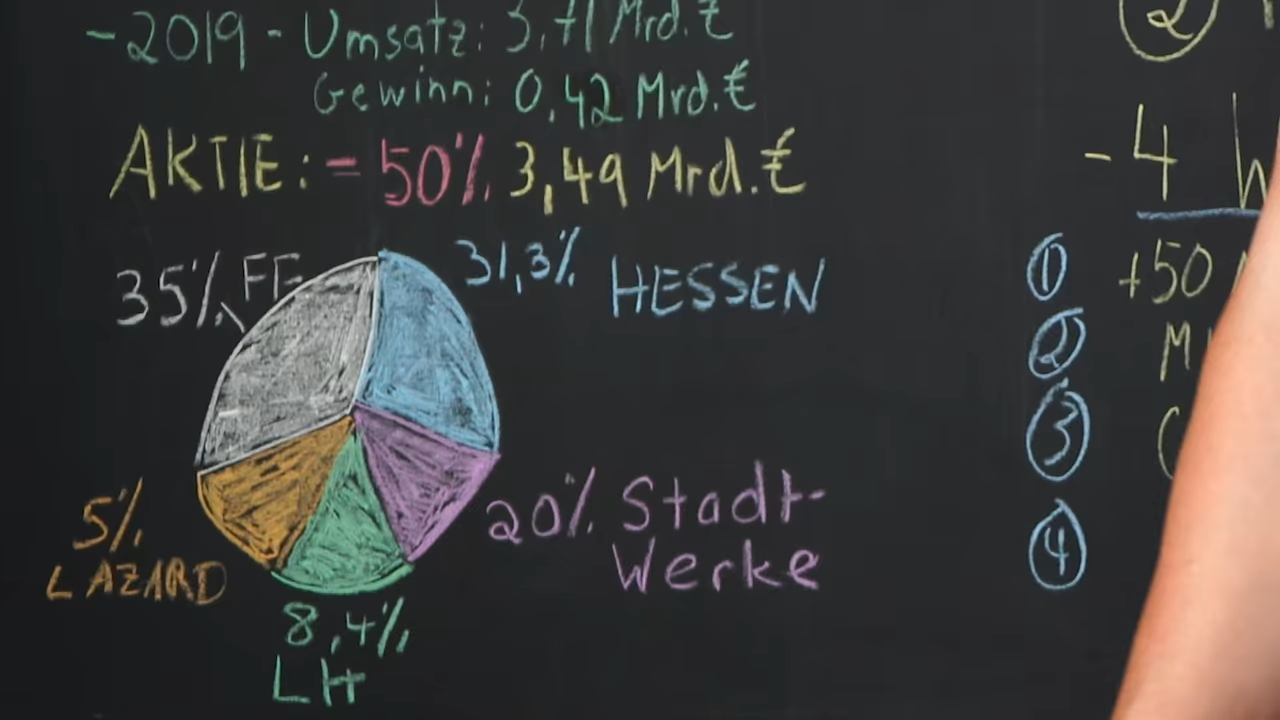 -2019 - Umsatz: 3,71 Mrd. €
Gewinn: 0,42 Mrd. €
AKTIE: = 50% 3,49 Mrd. €
35% FF
31,3% HESSEN
5%
LAZARD
20% Stadt-
Werke
8,4%
LH
2
-4
1 +50
2
3
4